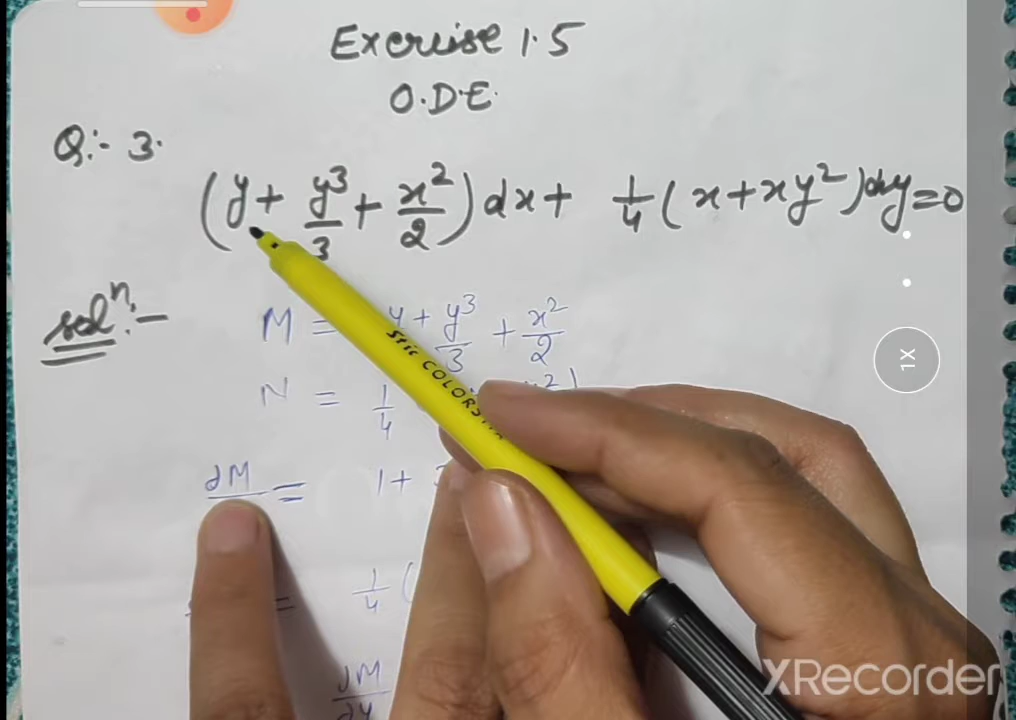 Exercise 1.5
O.D.E.
Q:- 3.
(y + y³/3 + x²/2) dx + 1/4 (x + xy²) dy = 0
solⁿ:-
M = y + y³/3 + x²/2
N = 1/4
∂M = 1 +
= 1/4 (
∂M/∂y
Stic COLORSTIX
1X
XRecorder